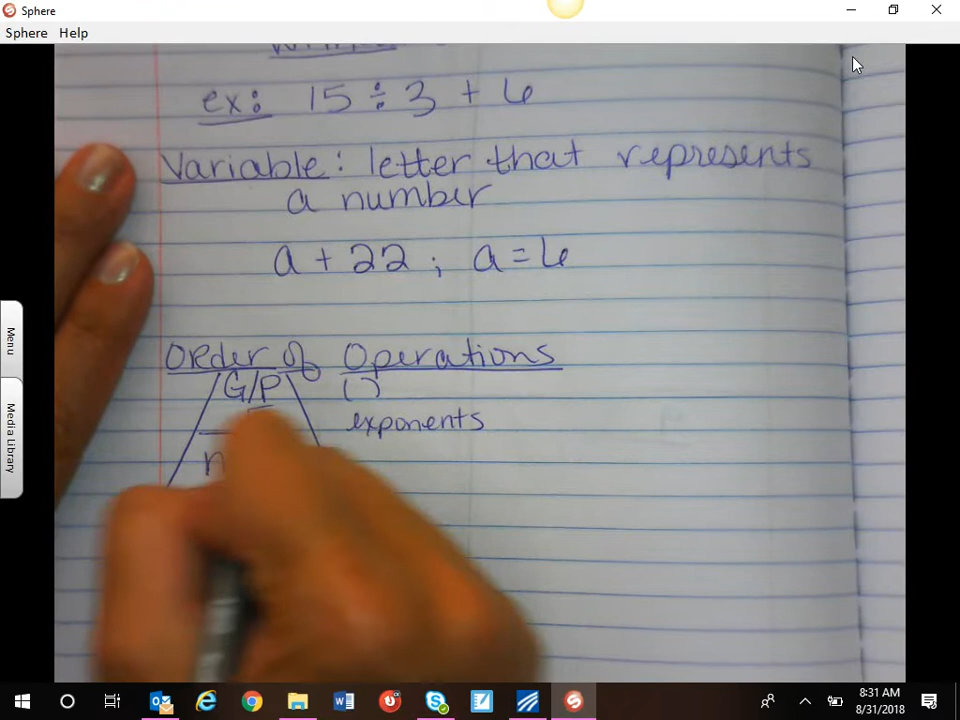 Sphere
Sphere Help
ex: 15 ÷ 3 + 6
Variable: letter that represents
a number
a + 22 ; a = 6
Order of Operations
G/P ( )
exponents
Menu
Media Library
8:31 AM
8/31/2018